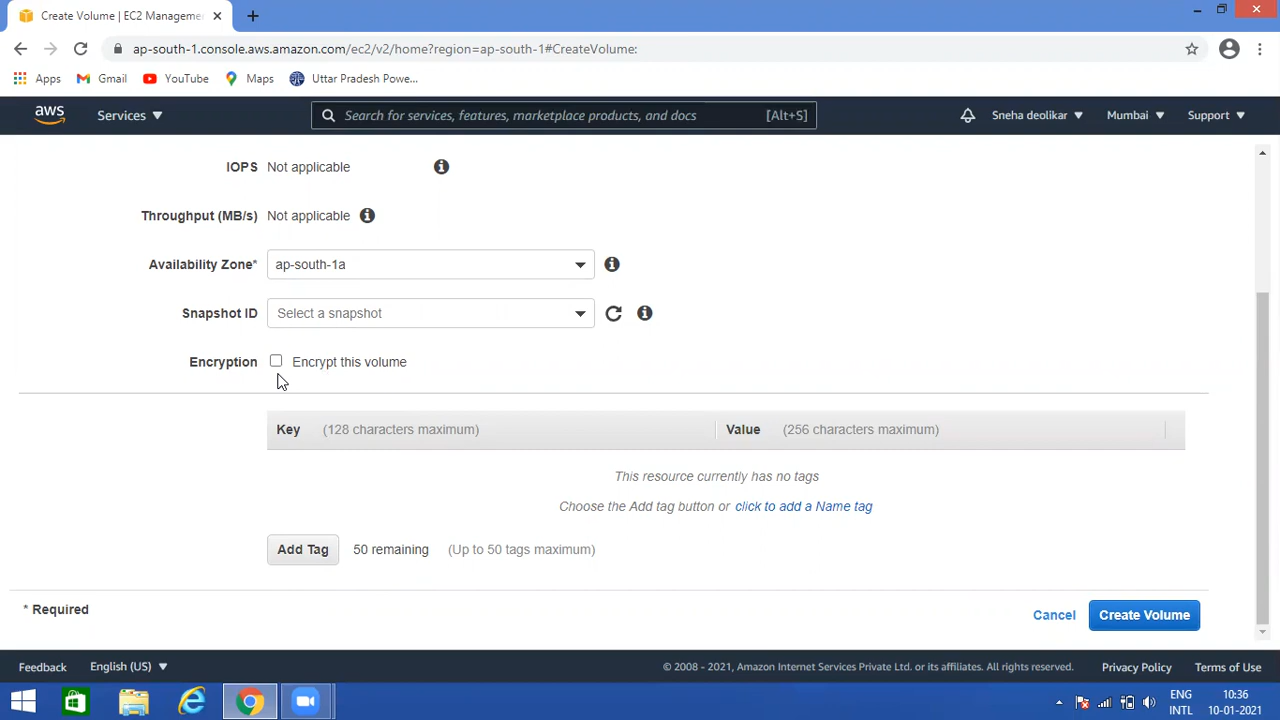 Create Volume | EC2 Manageme
ap-south-1.console.aws.amazon.com/ec2/v2/home?region=ap-south-1#CreateVolume:
Apps Gmail YouTube Maps Uttar Pradesh Powe...
aws Services Search for services, features, marketplace products, and docs [Alt+S] Sneha deolikar Mumbai Support
IOPS Not applicable
Throughput (MB/s) Not applicable
Availability Zone* ap-south-1a
Snapshot ID Select a snapshot
Encryption Encrypt this volume
Key (128 characters maximum) Value (256 characters maximum)
This resource currently has no tags
Choose the Add tag button or click to add a Name tag
Add Tag 50 remaining (Up to 50 tags maximum)
* Required Cancel Create Volume
Feedback English (US) © 2008 - 2021, Amazon Internet Services Private Ltd. or its affiliates. All rights reserved. Privacy Policy Terms of Use
ENG 10:36
INTL 10-01-2021